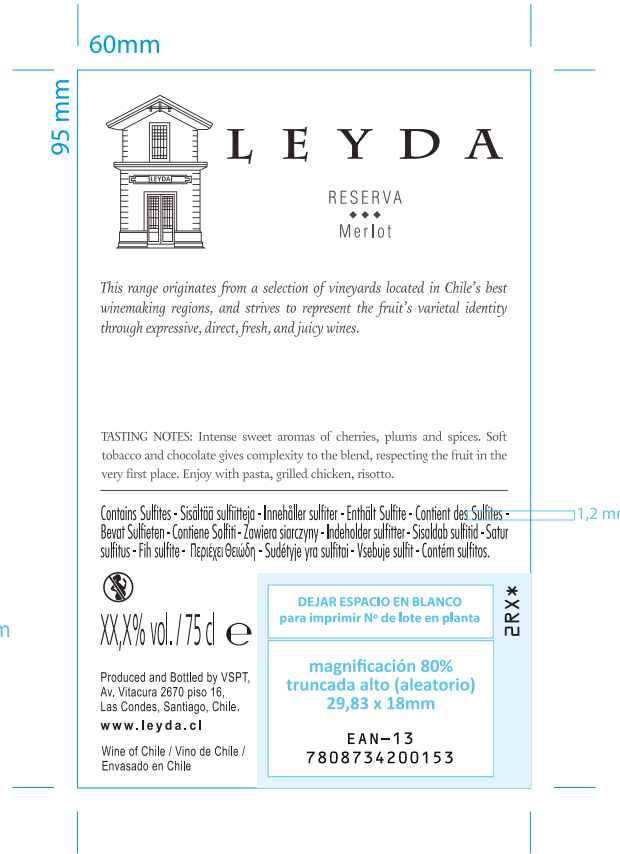 60mm
95 mm
LEYDA
LEYDA
RESERVA
Merlot
This range originates from a selection of vineyards located in Chile's best
winemaking regions, and strives to represent the fruit's varietal identity
through expressive, direct, fresh, and juicy wines.
TASTING NOTES: Intense sweet aromas of cherries, plums and spices. Soft
tobacco and chocolate gives complexity to the blend, respecting the fruit in the
very first place. Enjoy with pasta, grilled chicken, risotto.
Contains Sulfites - Sisältää sulfiitteja - Innehåller sulfiter - Enthält Sulfite - Contient des Sulfites -
Bevat Sulfieten - Contiene Solfiti - Zawiera siarczyny - Indeholder sulfitter - Sisaldab sulfitid - Satur
sulfitus - Fih sulfite - Περιέχει Θειώδη - Sudétyje yra sulfitai - Vsebuje sulfit - Contém sulfitos.
1,2 m
XX,X% vol. / 75 cl e
DEJAR ESPACIO EN BLANCO
para imprimir Nº de lote en planta
2RX*
magnificación 80%
truncada alto (aleatorio)
29,83 x 18mm
EAN-13
7808734200153
Produced and Bottled by VSPT,
Av. Vitacura 2670 piso 16,
Las Condes, Santiago, Chile.
www.leyda.cl
Wine of Chile / Vino de Chile /
Envasado en Chile